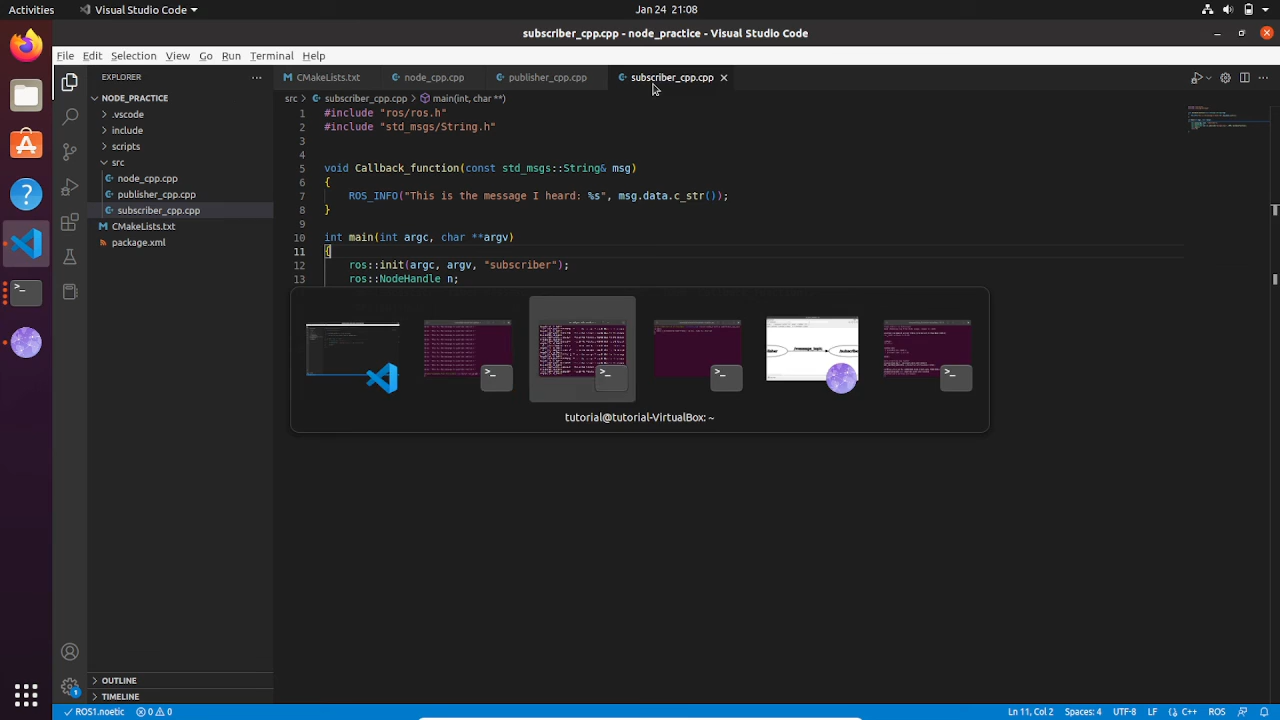 Activities
Visual Studio Code
Jan 24 21:08
subscriber_cpp.cpp - node_practice - Visual Studio Code
File Edit Selection View Go Run Terminal Help
EXPLORER
CMakeLists.txt
node_cpp.cpp
publisher_cpp.cpp
subscriber_cpp.cpp
NODE_PRACTICE
.vscode
include
scripts
src
node_cpp.cpp
publisher_cpp.cpp
subscriber_cpp.cpp
CMakeLists.txt
package.xml
src > subscriber_cpp.cpp > main(int, char **)
1 #include "ros/ros.h"
2 #include "std_msgs/String.h"
3
4
5 void Callback_function(const std_msgs::String& msg)
6 {
7 ROS_INFO("This is the message I heard: %s", msg.data.c_str());
8 }
9
10 int main(int argc, char **argv)
11 {
12 ros::init(argc, argv, "subscriber");
13 ros::NodeHandle n;
tutorial@tutorial-VirtualBox: ~
OUTLINE
TIMELINE
1
ROS1.noetic
0 0
Ln 11, Col 2
Spaces: 4
UTF-8
LF
C++
ROS